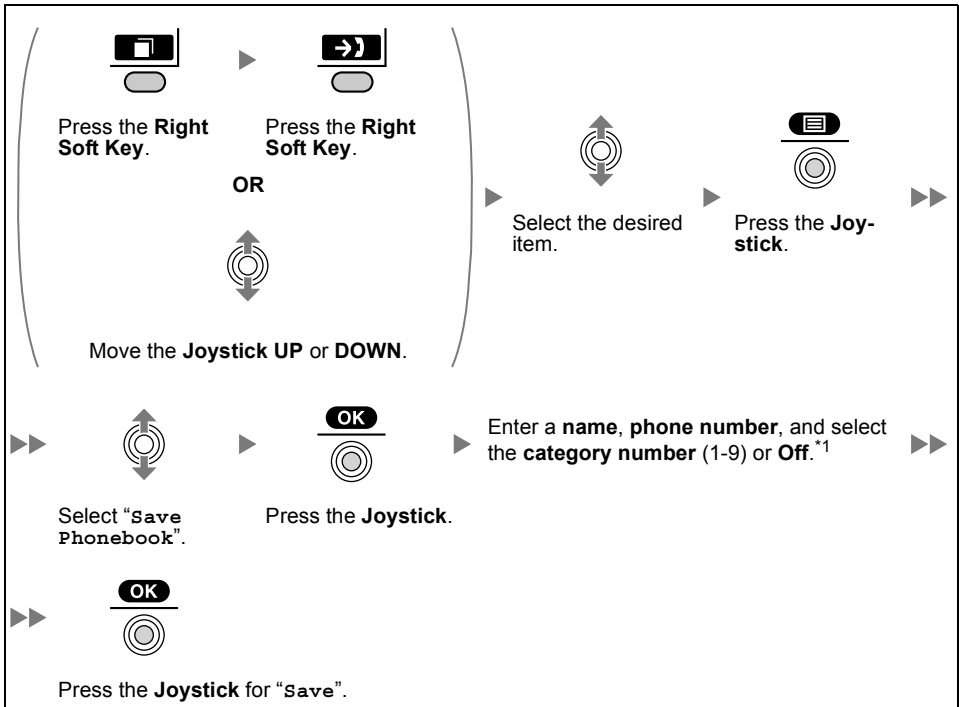 Press the Right
Soft Key.
Press the Right
Soft Key.
OR
Move the Joystick UP or DOWN.
Select the desired
item.
Press the Joy-
stick.
OK
Select “Save
Phonebook”.
Press the Joystick.
Enter a name, phone number, and select
the category number (1-9) or Off.*1
OK
Press the Joystick for “Save”.